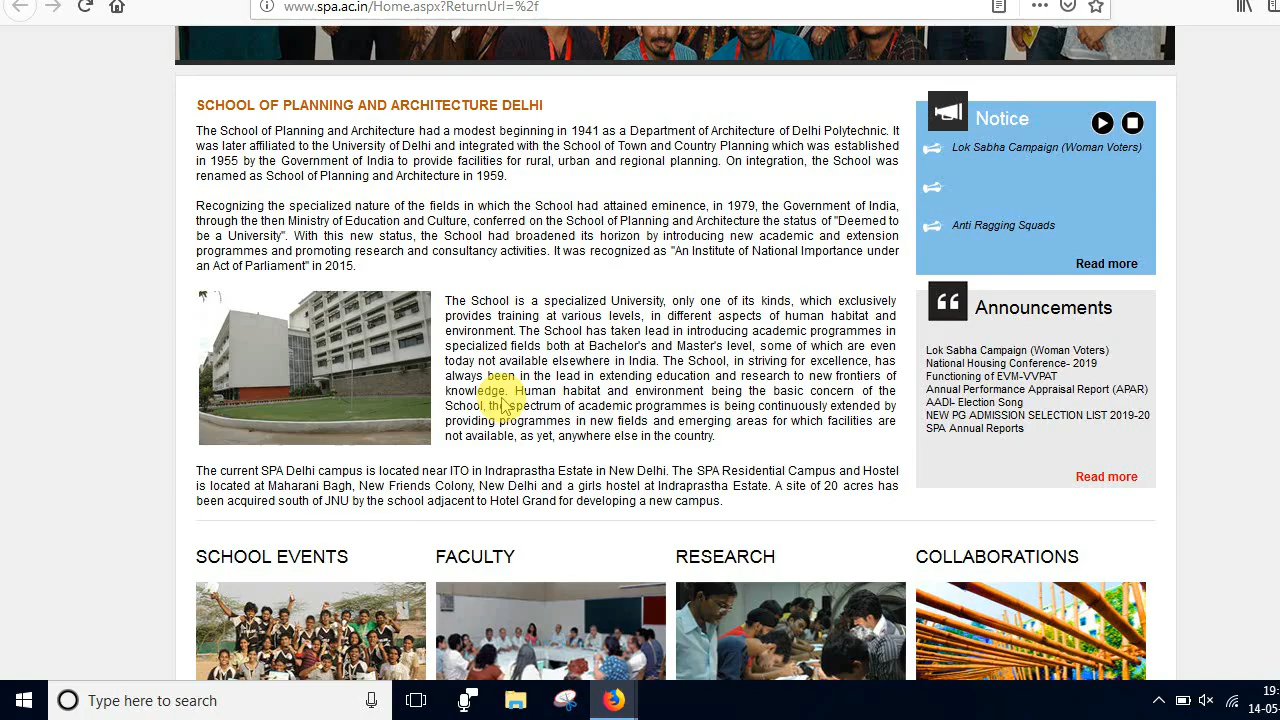 www.spa.ac.in/Home.aspx?ReturnUrl=%2f
SCHOOL OF PLANNING AND ARCHITECTURE DELHI
The School of Planning and Architecture had a modest beginning in 1941 as a Department of Architecture of Delhi Polytechnic. It
was later affiliated to the University of Delhi and integrated with the School of Town and Country Planning which was established
in 1955 by the Government of India to provide facilities for rural, urban and regional planning. On integration, the School was
renamed as School of Planning and Architecture in 1959.
Recognizing the specialized nature of the fields in which the School had attained eminence, in 1979, the Government of India,
through the then Ministry of Education and Culture, conferred on the School of Planning and Architecture the status of "Deemed to
be a University". With this new status, the School had broadened its horizon by introducing new academic and extension
programmes and promoting research and consultancy activities. It was recognized as "An Institute of National Importance under
an Act of Parliament" in 2015.
The School is a specialized University, only one of its kinds, which exclusively
provides training at various levels, in different aspects of human habitat and
environment. The School has taken lead in introducing academic programmes in
specialized fields both at Bachelor's and Master's level, some of which are even
today not available elsewhere in India. The School, in striving for excellence, has
always been in the lead in extending education and research to new frontiers of
knowledge. Human habitat and environment being the basic concern of the
School, the spectrum of academic programmes is being continuously extended by
providing programmes in new fields and emerging areas for which facilities are
not available, as yet, anywhere else in the country.
The current SPA Delhi campus is located near ITO in Indraprastha Estate in New Delhi. The SPA Residential Campus and Hostel
is located at Maharani Bagh, New Friends Colony, New Delhi and a girls hostel at Indraprastha Estate. A site of 20 acres has
been acquired south of JNU by the school adjacent to Hotel Grand for developing a new campus.
Notice
Lok Sabha Campaign (Woman Voters)
Anti Ragging Squads
Read more
Announcements
Lok Sabha Campaign (Woman Voters)
National Housing Conference- 2019
Functioning of EVM-VVPAT
Annual Performance Appraisal Report (APAR)
AADI- Election Song
NEW PG ADMISSION SELECTION LIST 2019-20
SPA Annual Reports
Read more
SCHOOL EVENTS
FACULTY
RESEARCH
COLLABORATIONS
Type here to search
19:
14-05-